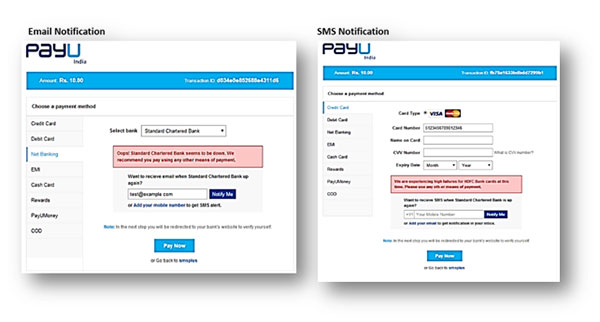 Email Notification
PayU
India
Amount: Rs. 10.00 Transaction ID: d034e0e852688e4311d6
Choose a payment method
Credit Card
Debit Card
Net Banking
EMI
Cash Card
Rewards
PayUMoney
COD
Select bank Standard Chartered Bank
Oops! Standard Chartered Bank seems to be down. We
recommend you pay using any other means of payment.
Want to recieve email when Standard Chartered Bank is up
again?
test@example.com Notify Me
or Add your mobile number to get SMS alert.
Note: In the next step you will be redirected to your bank's website to verify yourself.
Pay Now
or Go back to
SMS Notification
PayU
India
Amount: Rs. 10.00 Transaction ID:
Choose a payment method
Credit Card
Debit Card
Net Banking
EMI
Cash Card
Rewards
PayUMoney
COD
Card Type VISA MasterCard
Card Number
Name on Card
CVV Number What is CVV number?
Expiry Date Month Year
We are experiencing high failures for HDFC Bank cards at this
time. Please use any other means of payment.
Want to recieve SMS when Standard Chartered Bank is up
again?
+91 Your Mobile Number Notify Me
or Add your email to get notification in your inbox.
Note: In the next step you will be redirected to your bank's website to verify yourself.
Pay Now
or Go back to